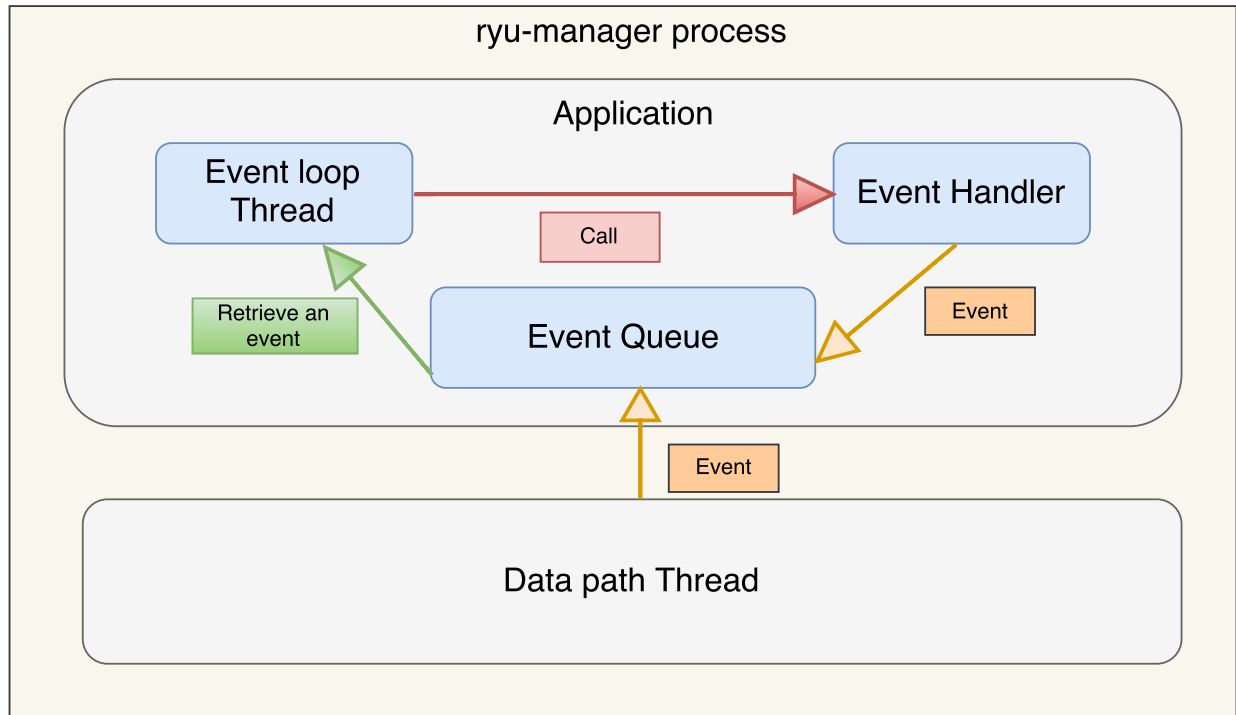 ryu-manager process
Application
Event loop
Thread
Event Handler
Call
Retrieve an
event
Event Queue
Event
Event
Data path Thread